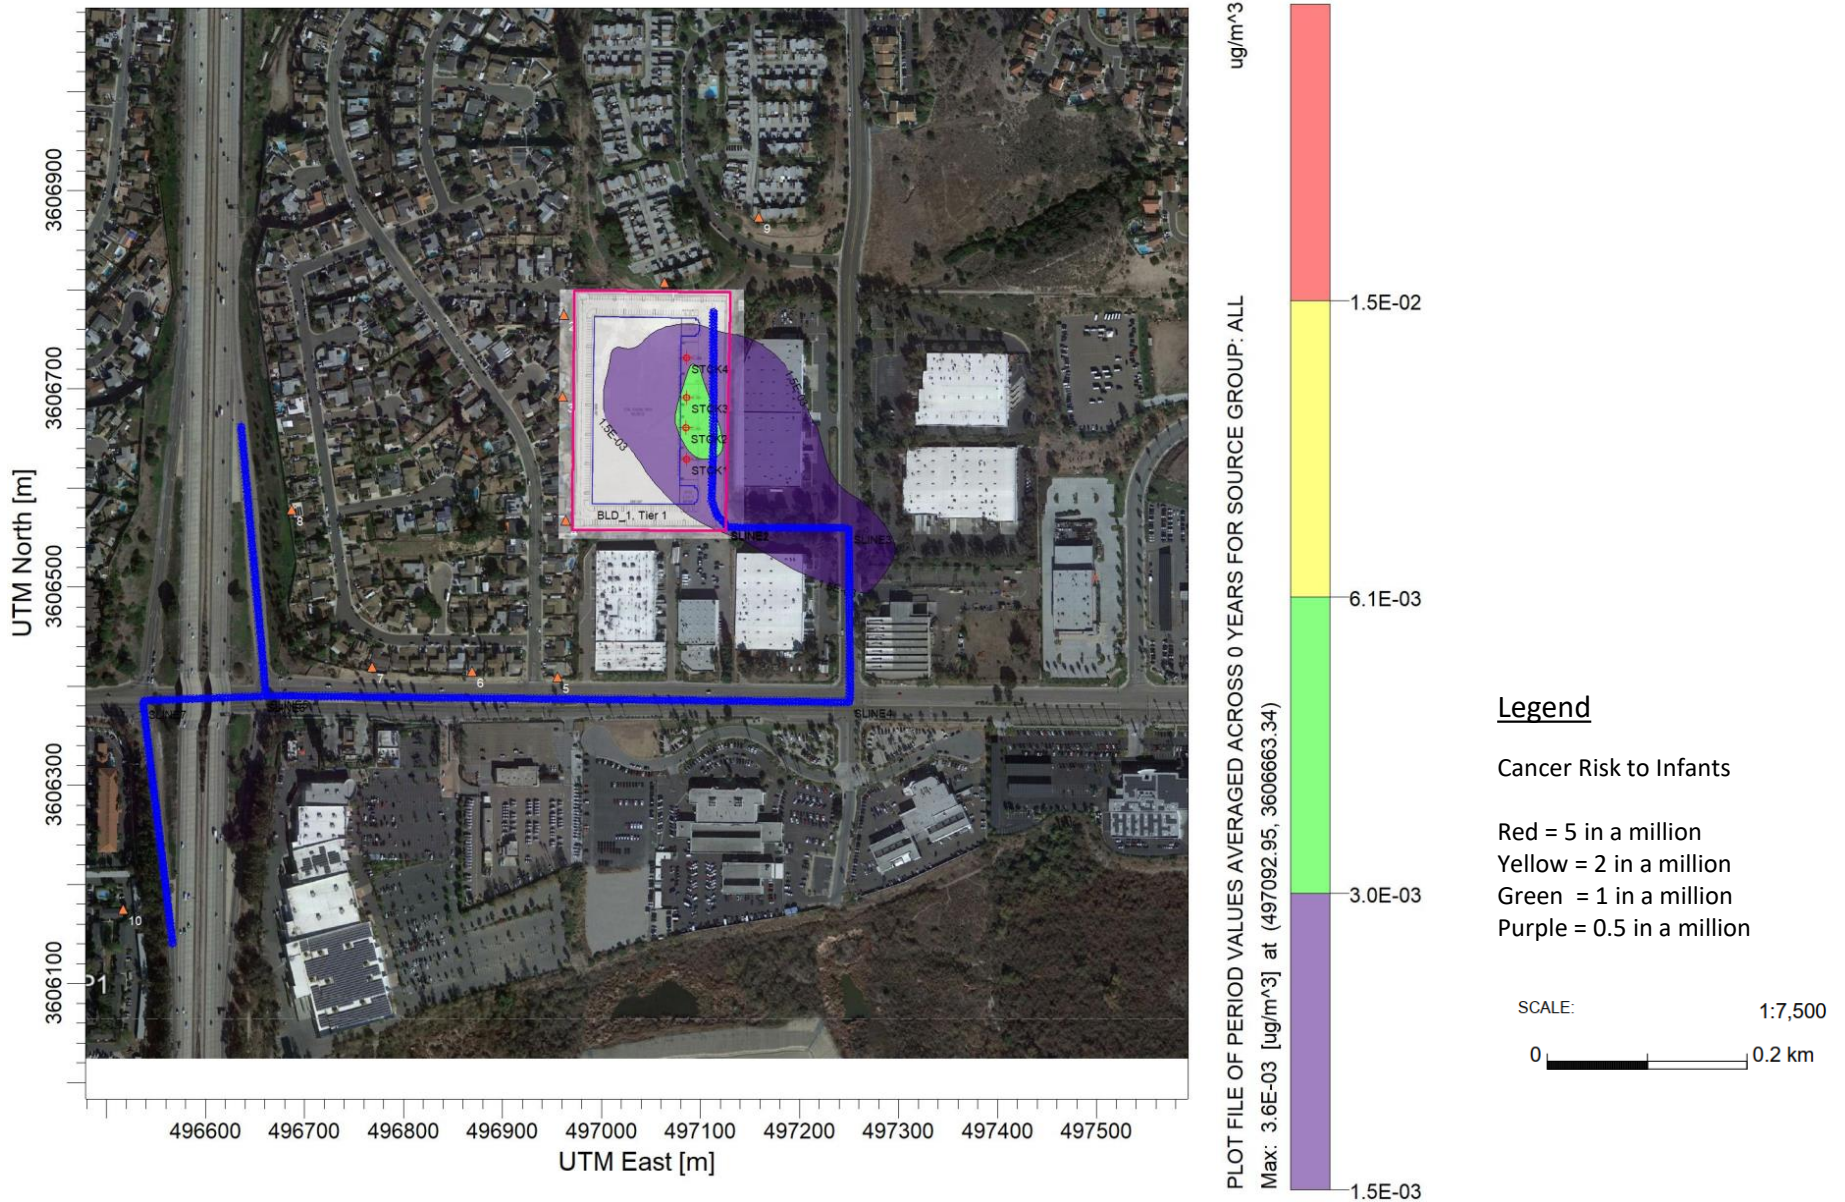 3606900
3606700
3606500
3606300
3606100
UTM North [m]
496600
496700
496800
496900
497000
497100
497200
497300
497400
497500
UTM East [m]
9
STCK4
STCK3
STCK2
STCK1
1.5E-03
1.5E-03
BLD_1, Tier 1
SLINE2
SLINE3
SLINE4
SLINE7
8
7
6
5
10
P1
PLOT FILE OF PERIOD VALUES AVERAGED ACROSS 0 YEARS FOR SOURCE GROUP: ALL
ug/m^3
Max: 3.6E-03 [ug/m^3] at (497092.95, 3606663.34)
1.5E-02
6.1E-03
3.0E-03
1.5E-03
Legend
Cancer Risk to Infants
Red = 5 in a million
Yellow = 2 in a million
Green = 1 in a million
Purple = 0.5 in a million
SCALE:
1:7,500
0
0.2 km